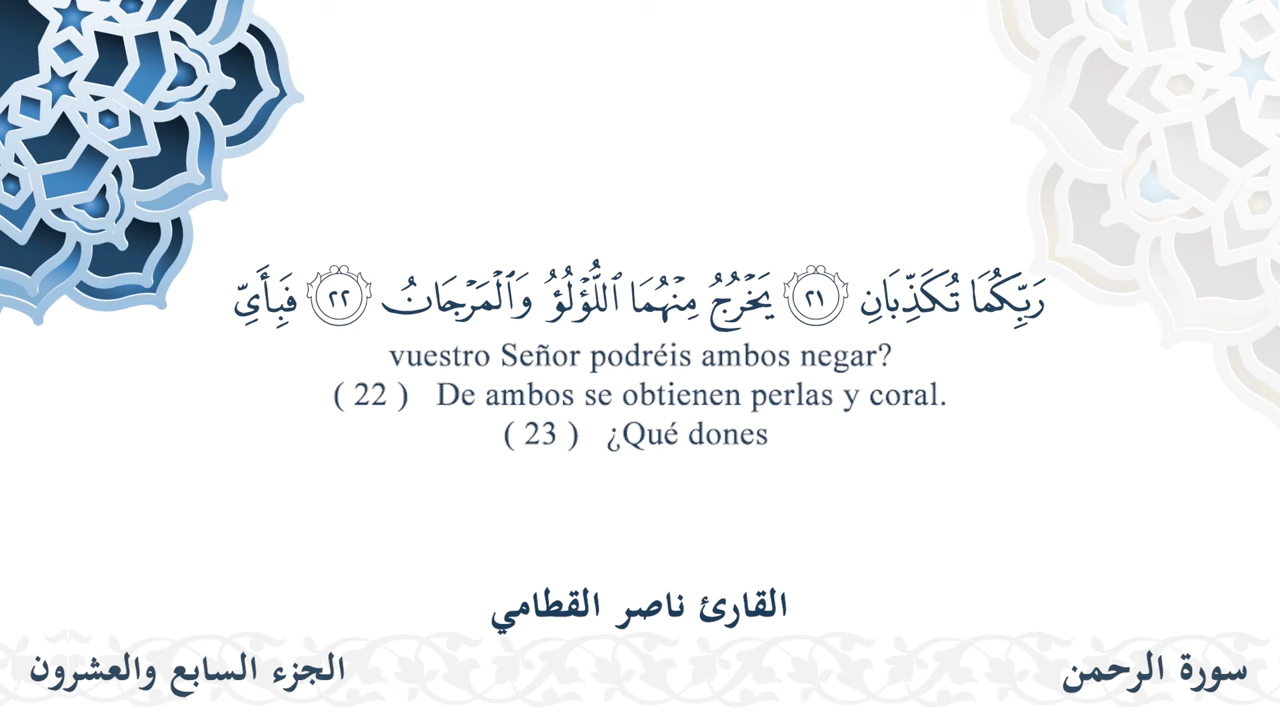 رَبِّكُمَا تُكَذِّبَانِ ٢١ يَخْرُجُ مِنْهُمَا ٱللُّؤْلُؤُ وَٱلْمَرْجَانُ ٢٢ فَبِأَيِّ
vuestro Señor podréis ambos negar?
( 22 ) De ambos se obtienen perlas y coral.
( 23 ) ¿Qué dones
القارئ ناصر القطامي
سورة الرحمن
الجزء السابع والعشرون